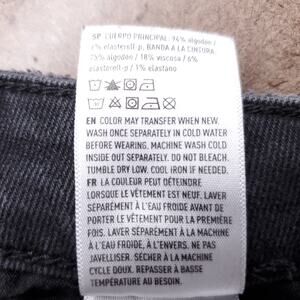 SP CUERPO PRINCIPAL: 94% algodón /
elasterell-p, BANDA A LA CINTURA:
75% algodón / 18% viscosa / 6%
elasterell-p / 1% elastano
EN COLOR MAY TRANSFER WHEN NEW,
WASH ONCE SEPARATELY IN COLD WATER
BEFORE WEARING. MACHINE WASH COLD
INSIDE OUT SEPARATELY. DO NOT BLEACH.
TUMBLE DRY LOW. COOL IRON IF NEEDED.
FR LA COULEUR PEUT DÉTEINDRE
LORSQUE LE VÊTEMENT EST NEUF. LAVER
SÉPARÉMENT À L'EAU FROIDE AVANT DE
PORTER LE VÊTEMENT POUR LA PREMIÈRE
FOIS. LAVER SÉPARÉMENT À LA MACHINE
À L'EAU FROIDE, À L'ENVERS. NE PAS
JAVELLISER. SÉCHER À LA MACHINE
CYCLE DOUX. REPASSER À BASSE
TEMPÉRATURE AU BESOIN.